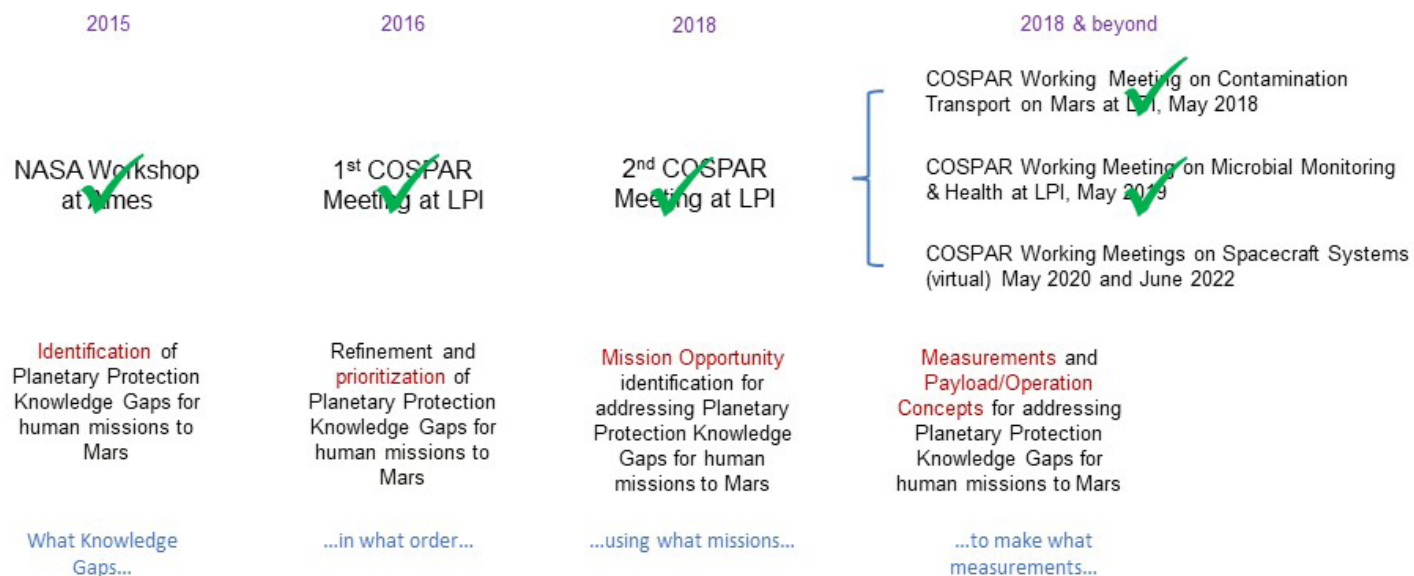 2015
2016
2018
2018 & beyond
NASA Workshop
at Ames
1st COSPAR
Meeting at LPI
2nd COSPAR
Meeting at LPI
COSPAR Working Meeting on Contamination
Transport on Mars at LPI, May 2018
COSPAR Working Meeting on Microbial Monitoring
& Health at LPI, May 2019
COSPAR Working Meetings on Spacecraft Systems
(virtual) May 2020 and June 2022
Identification of
Planetary Protection
Knowledge Gaps for
human missions to
Mars
Refinement and
prioritization of
Planetary Protection
Knowledge Gaps for
human missions to
Mars
Mission Opportunity
identification for
addressing Planetary
Protection Knowledge
Gaps for human
missions to Mars
Measurements and
Payload/Operation
Concepts for addressing
Planetary Protection
Knowledge Gaps for
human missions to Mars
What Knowledge
Gaps...
...in what order...
...using what missions...
...to make what
measurements...